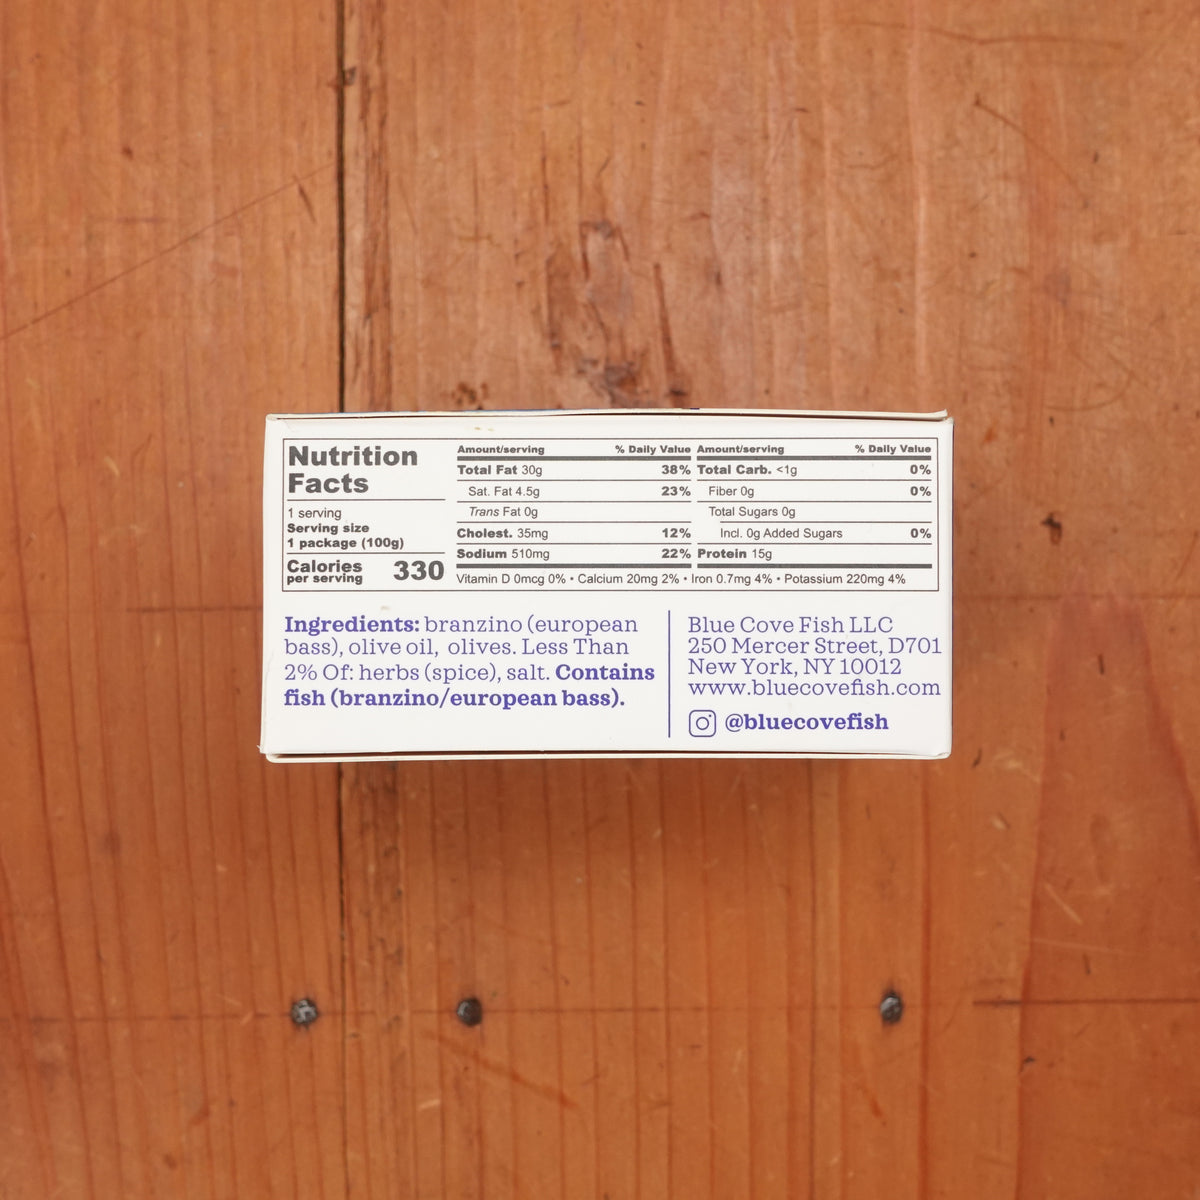 Nutrition
Facts
1 serving
Serving size
1 package (100g)
Calories
per serving
330
Amount/serving % Daily Value
Total Fat 30g 38%
Sat. Fat 4.5g 23%
Trans Fat 0g
Cholest. 35mg 12%
Sodium 510mg 22%
Amount/serving % Daily Value
Total Carb. <1g 0%
Fiber 0g 0%
Total Sugars 0g
Incl. 0g Added Sugars 0%
Protein 15g
Vitamin D 0mcg 0% • Calcium 20mg 2% • Iron 0.7mg 4% • Potassium 220mg 4%
Ingredients: branzino (european
bass), olive oil, olives. Less Than
2% Of: herbs (spice), salt. Contains
fish (branzino/european bass).
Blue Cove Fish LLC
250 Mercer Street, D701
New York, NY 10012
www.bluecovefish.com
@bluecovefish